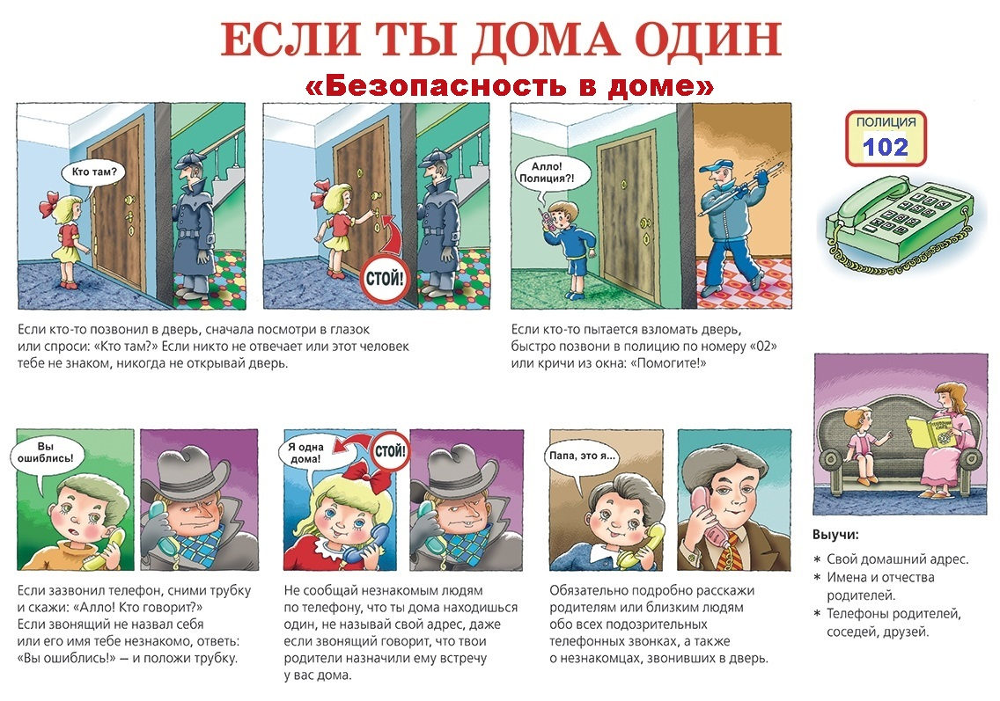 ЕСЛИ ТЫ ДОМА ОДИН
«Безопасность в доме»
Кто там?
СТОЙ!
Алло!
Полиция?!
ПОЛИЦИЯ
102
Если кто-то позвонил в дверь, сначала посмотри в глазок
или спроси: «Кто там?» Если никто не отвечает или этот человек
тебе не знаком, никогда не открывай дверь.
Если кто-то пытается взломать дверь,
быстро позвони в полицию по номеру «02»
или кричи из окна: «Помогите!»
Вы
ошиблись!
Я одна
дома!
СТОЙ!
Папа, это я...
Если зазвонил телефон, сними трубку
и скажи: «Алло! Кто говорит?»
Если звонящий не назвал себя
или его имя тебе незнакомо, ответь:
«Вы ошиблись!» – и положи трубку.
Не сообщай незнакомым людям
по телефону, что ты дома находишься
один, не называй свой адрес, даже
если звонящий говорит, что твои
родители назначили ему встречу
у вас дома.
Обязательно подробно расскажи
родителям или близким людям
обо всех подозрительных
телефонных звонках, а также
о незнакомцах, звонивших в дверь.
Выучи:
* Свой домашний адрес.
* Имена и отчества
родителей.
* Телефоны родителей,
соседей, друзей.